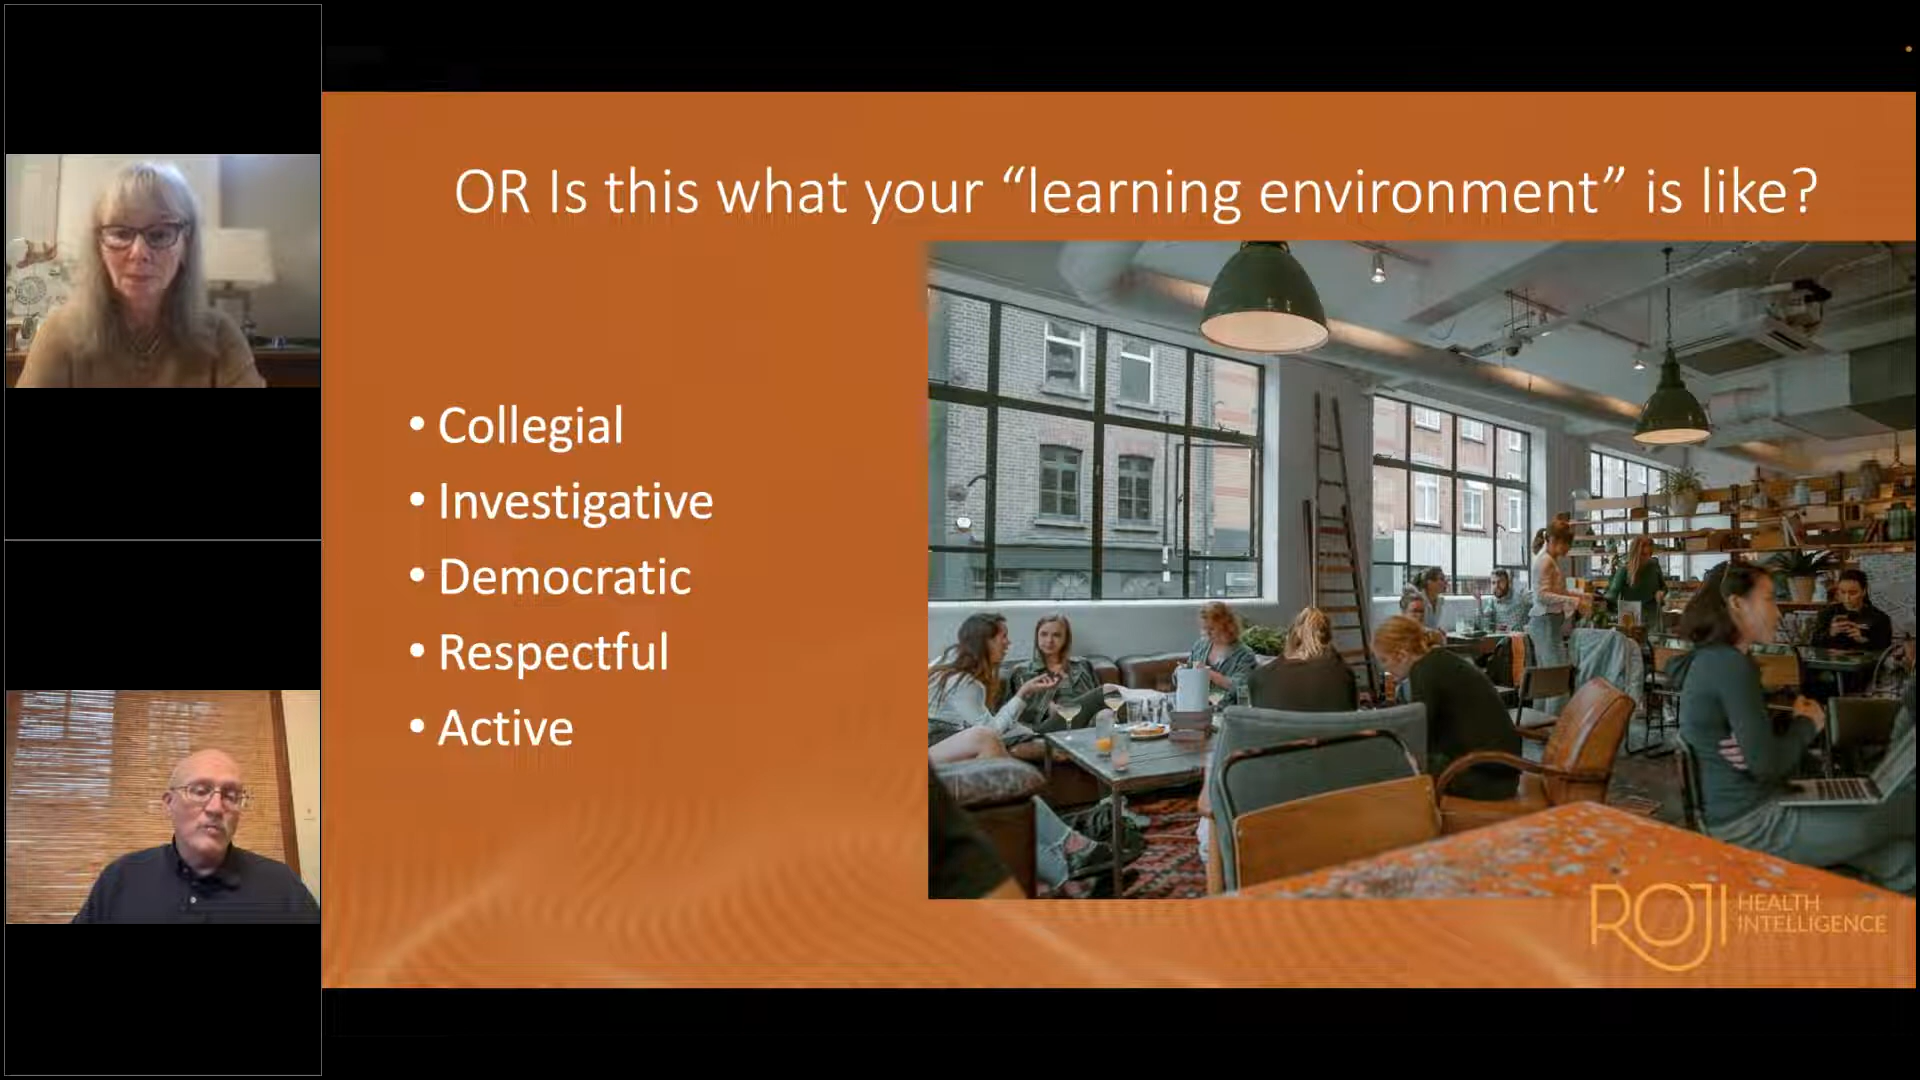 OR Is this what your “learning environment” is like?
• Collegial
• Investigative
• Democratic
• Respectful
• Active
ROJI HEALTH
INTELLIGENCE